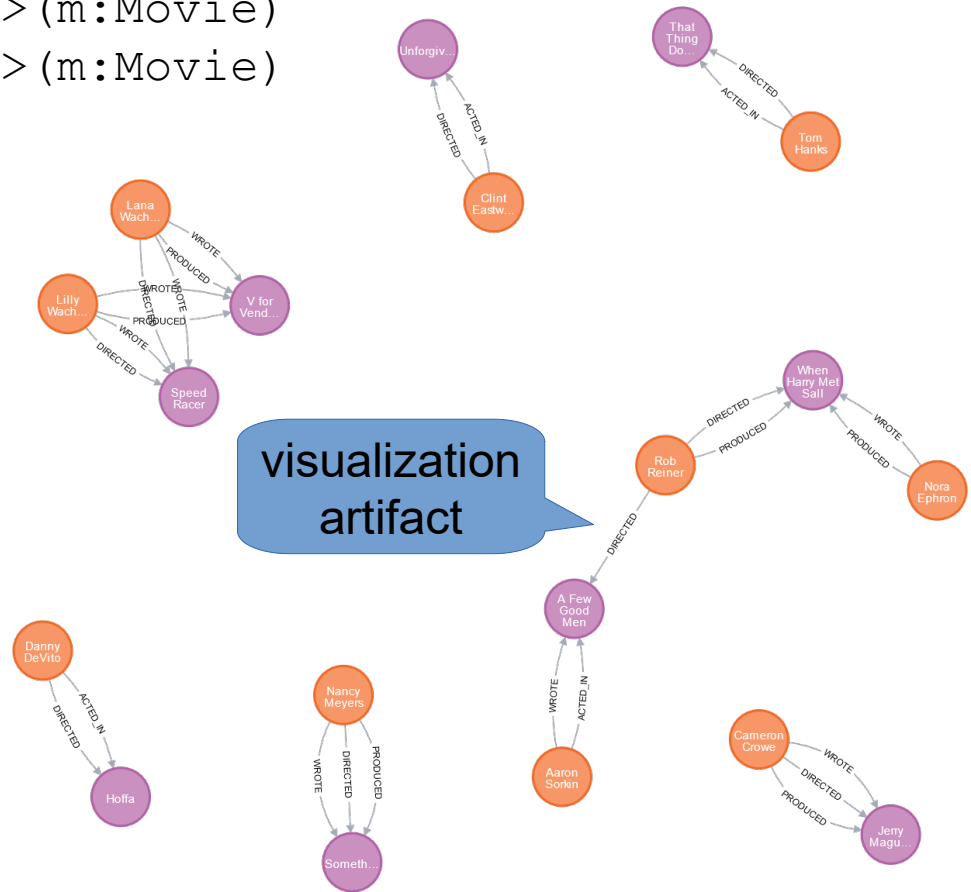 >(m:Movie)
>(m:Movie)
Unforgiv...
DIRECTED
ACTED_IN
Clint
Eastw...
That
Thing
Do...
DIRECTED
ACTED_IN
Tom
Hanks
Lana
Wach...
WROTE
PRODUCED
DIRECTED
WROTE
Lilly
Wach...
WROTE
PRODUCED
WROTE
DIRECTED
V for
Vend...
Speed
Racer
visualization
artifact
When
Harry Met
Sall
DIRECTED
PRODUCED
WROTE
PRODUCED
Rob
Reiner
Nora
Ephron
DIRECTED
A Few
Good
Men
WROTE
ACTED_IN
Aaron
Sorkin
Danny
DeVito
ACTED_IN
DIRECTED
Hoffa
Nancy
Meyers
WROTE
DIRECTED
PRODUCED
Someth...
Cameron
Crowe
WROTE
DIRECTED
PRODUCED
Jerry
Magu...